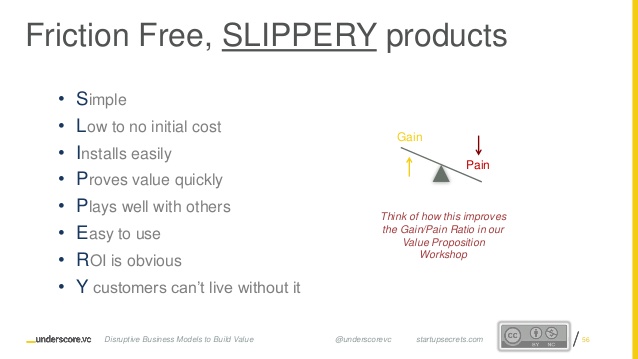 Friction Free, SLIPPERY products
• Simple
• Low to no initial cost
• Installs easily
• Proves value quickly
• Plays well with others
• Easy to use
• ROI is obvious
• Y customers can't live without it
Gain
Pain
Think of how this improves
the Gain/Pain Ratio in our
Value Proposition
Workshop
underscore.vc
Disruptive Business Models to Build Value
@underscorevc
startupsecrets.com
cc
BY NC
56